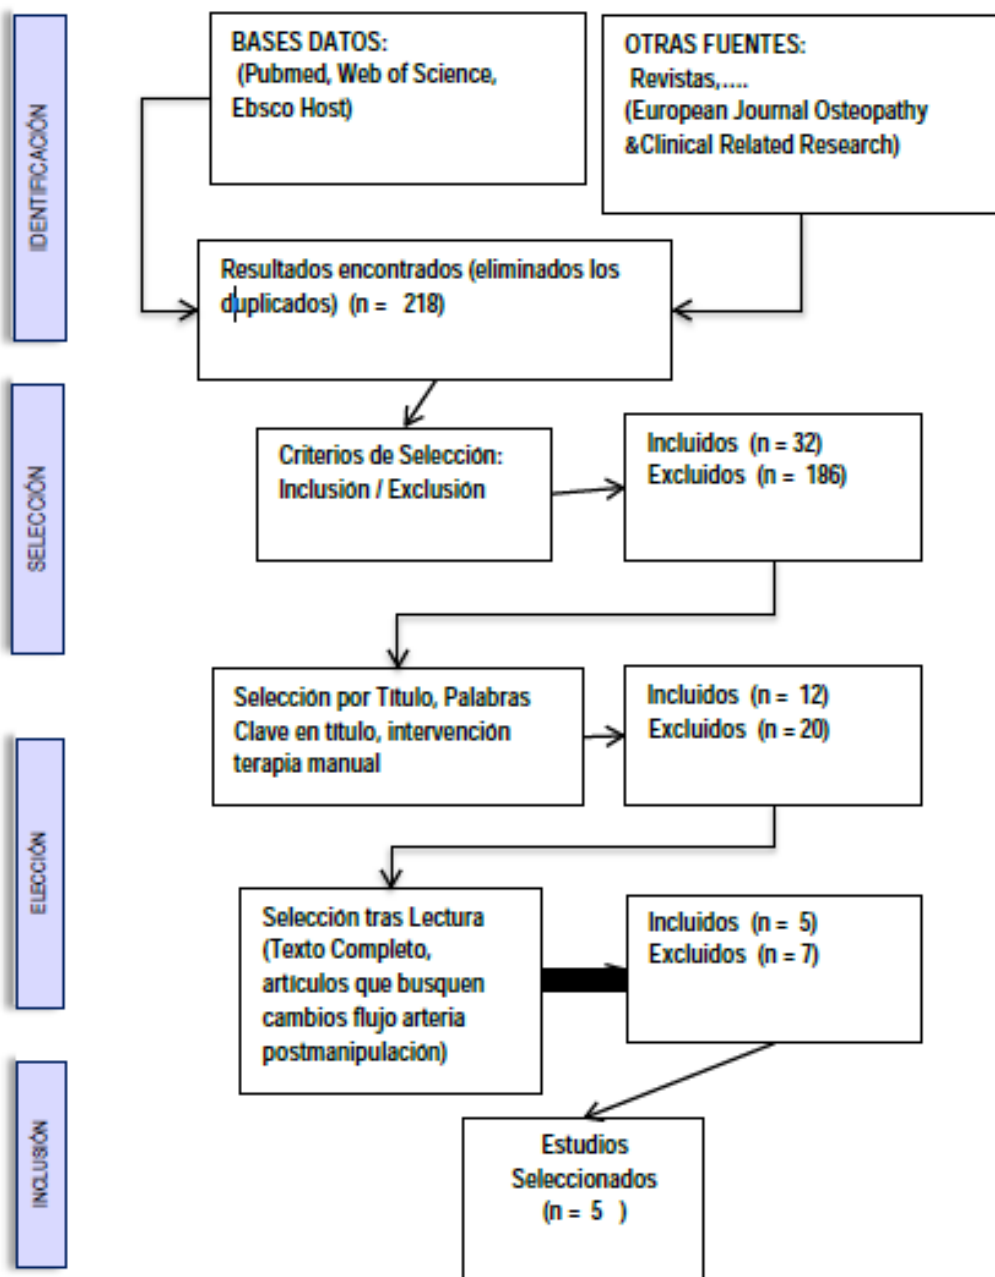 IDENTIFICACIÓN
BASES DATOS:
(Pubmed, Web of Science,
Ebsco Host)
OTRAS FUENTES:
Revistas,....
(European Journal Osteopathy
&Clinical Related Research)
Resultados encontrados (eliminados los
duplicados) (n = 218)
SELECCIÓN
Criterios de Selección:
Inclusión / Exclusión
Incluidos (n = 32)
Excluidos (n = 186)
Selección por Título, Palabras
Clave en título, intervención
terapia manual
Incluidos (n = 12)
Excluidos (n = 20)
ELECCIÓN
Selección tras Lectura
(Texto Completo,
artículos que busquen
cambios flujo arteria
postmanipulación)
Incluidos (n = 5)
Excluidos (n = 7)
INCLUSIÓN
Estudios
Seleccionados
(n = 5 )